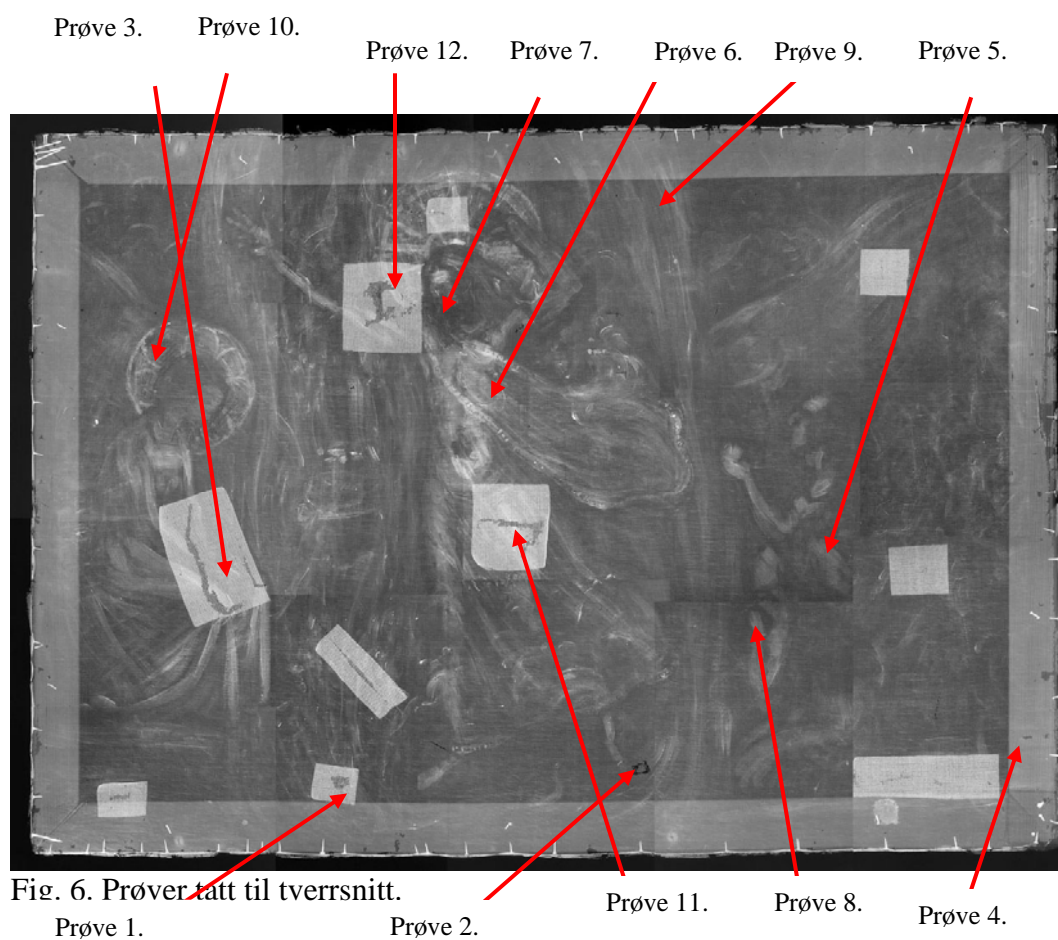 Prøve 3. Prøve 10.
Prøve 12. Prøve 7. Prøve 6. Prøve 9. Prøve 5.
Fig. 6. Prøver tatt til tverrsnitt.
Prøve 11. Prøve 8. Prøve 4.
Prøve 1. Prøve 2.